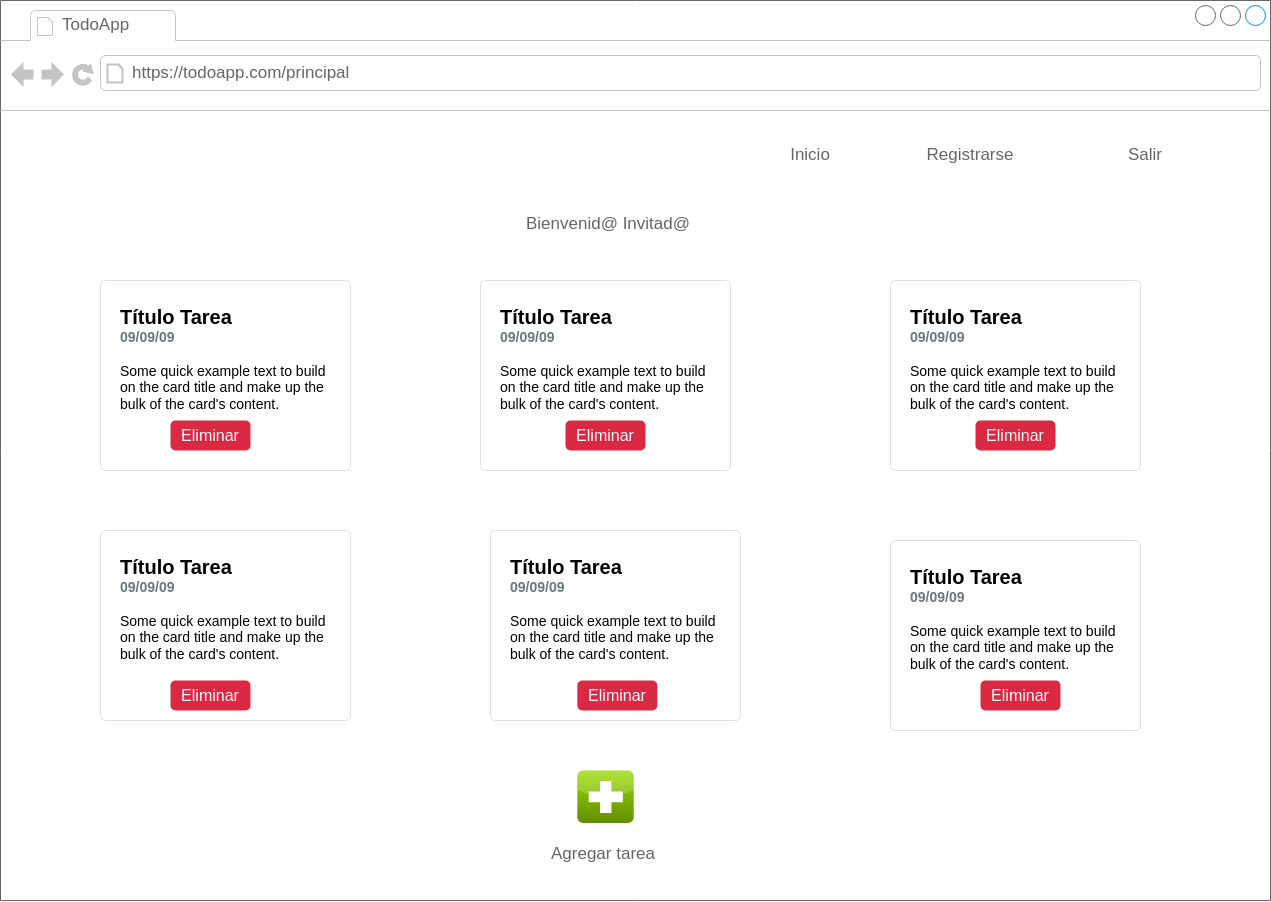 TodoApp
https://todoapp.com/principal
Inicio
Registrarse
Salir
Bienvenid@ Invitad@
Título Tarea
09/09/09
Some quick example text to build
on the card title and make up the
bulk of the card's content.
Eliminar
Título Tarea
09/09/09
Some quick example text to build
on the card title and make up the
bulk of the card's content.
Eliminar
Título Tarea
09/09/09
Some quick example text to build
on the card title and make up the
bulk of the card's content.
Eliminar
Título Tarea
09/09/09
Some quick example text to build
on the card title and make up the
bulk of the card's content.
Eliminar
Título Tarea
09/09/09
Some quick example text to build
on the card title and make up the
bulk of the card's content.
Eliminar
Título Tarea
09/09/09
Some quick example text to build
on the card title and make up the
bulk of the card's content.
Eliminar
Agregar tarea